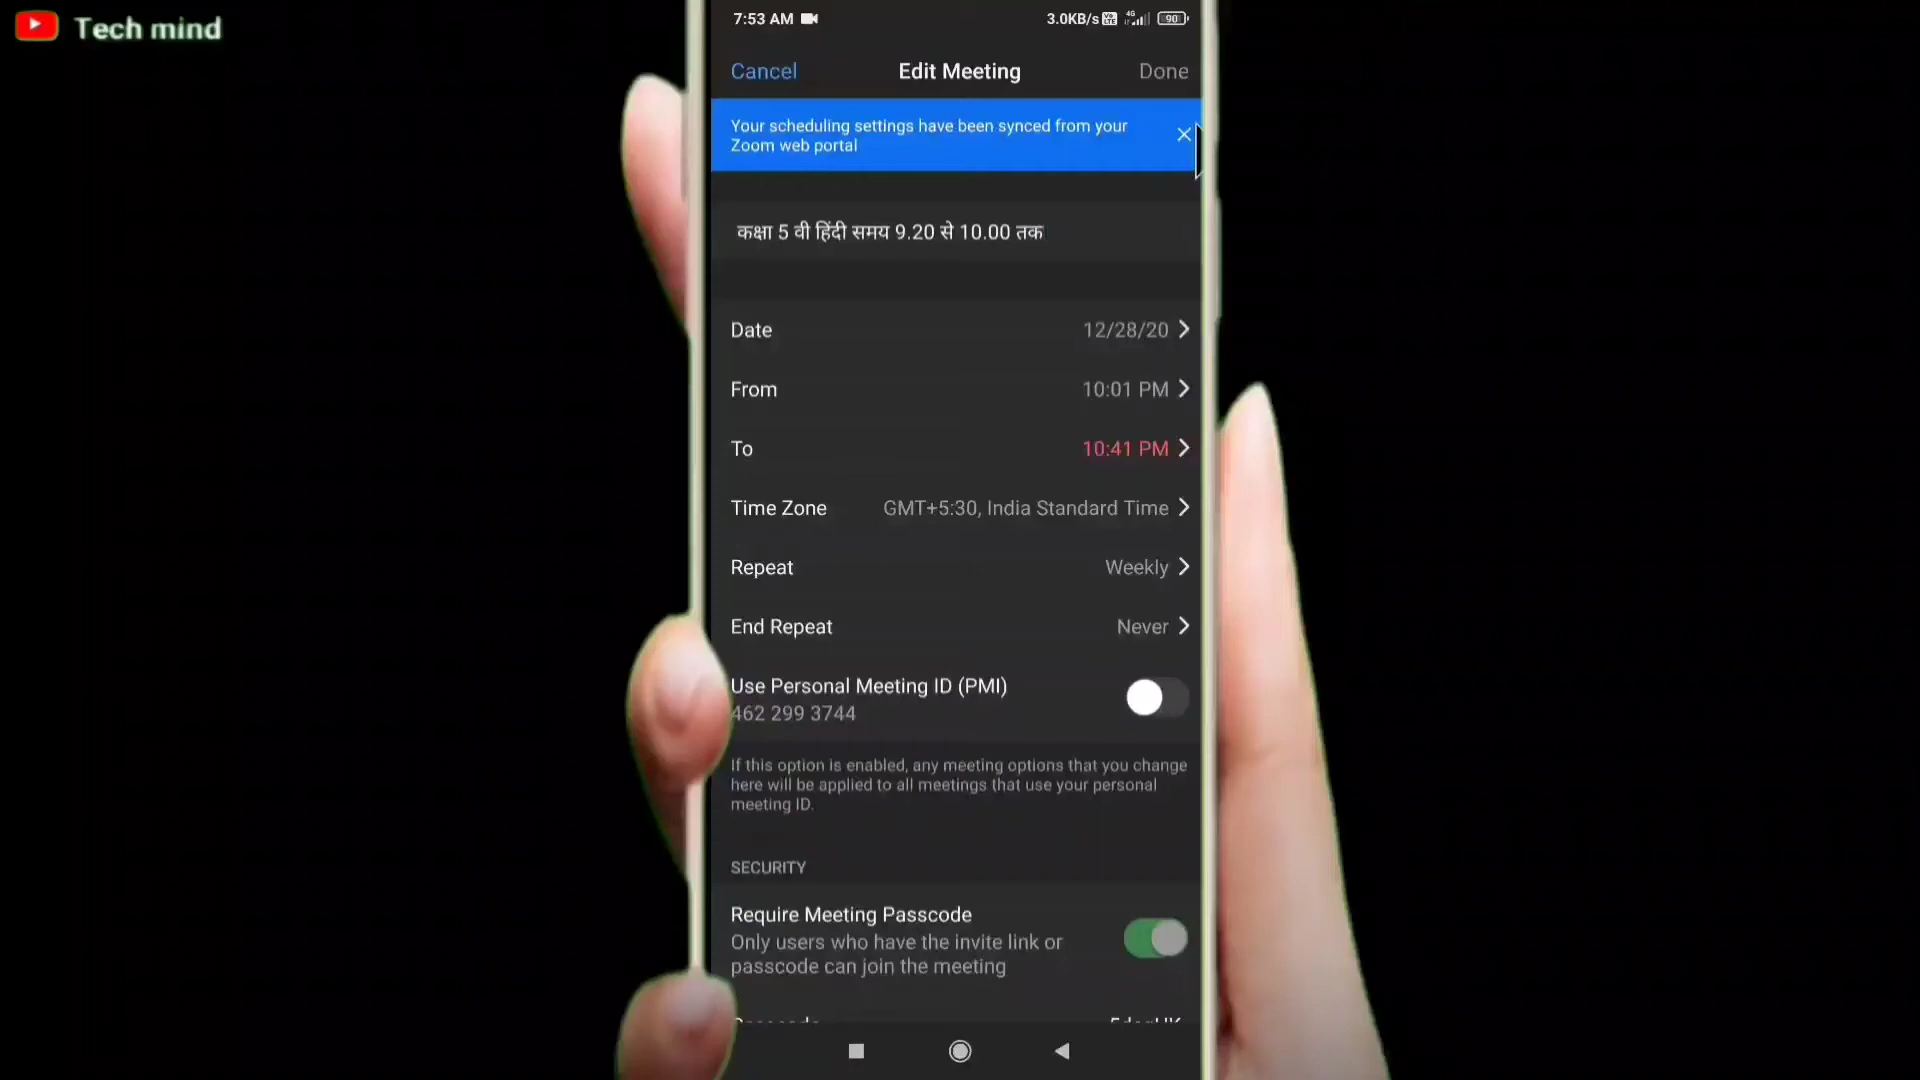 Tech mind
7:53 AM
3.0KB/s
4G
90
Cancel
Edit Meeting
Done
Your scheduling settings have been synced from your
Zoom web portal
कक्षा 5 वी हिंदी समय 9.20 से 10.00 तक
Date
12/28/20
From
10:01 PM
To
10:41 PM
Time Zone
GMT+5:30, India Standard Time
Repeat
Weekly
End Repeat
Never
Use Personal Meeting ID (PMI)
462 299 3744
If this option is enabled, any meeting options that you change
here will be applied to all meetings that use your personal
meeting ID.
SECURITY
Require Meeting Passcode
Only users who have the invite link or
passcode can join the meeting